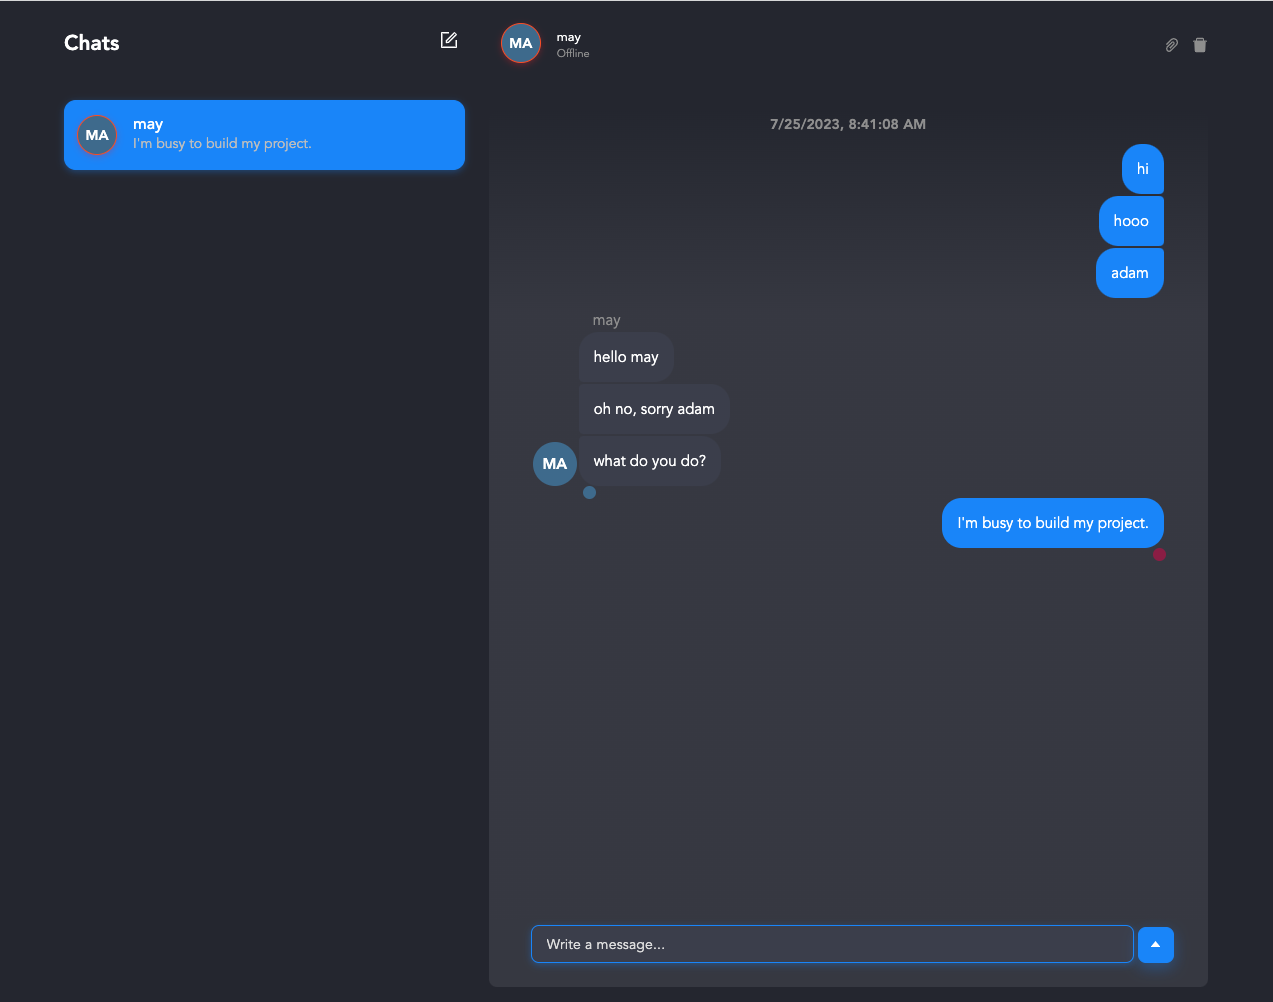 Chats
MA
may
I'm busy to build my project.
MA
may
Offline
7/25/2023, 8:41:08 AM
hi
hooo
adam
may
hello may
oh no, sorry adam
MA
what do you do?
I'm busy to build my project.
Write a message...